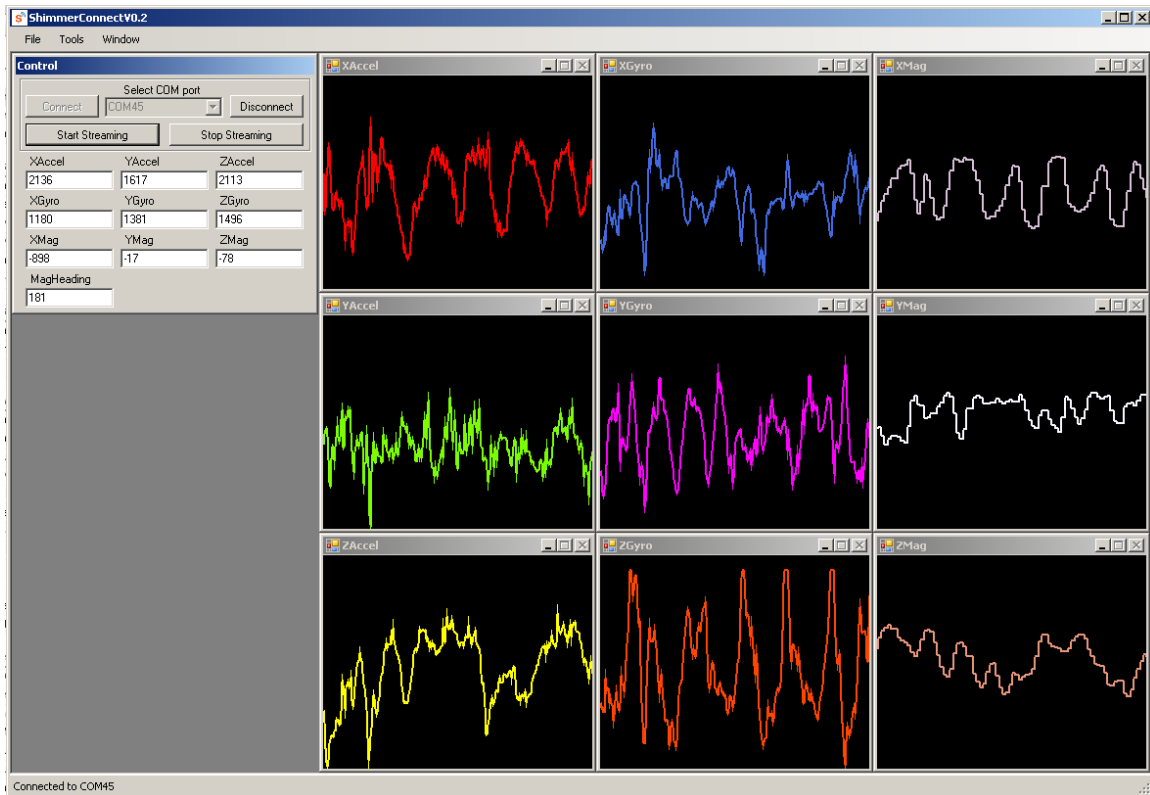 ShimmerConnectV0.2
File Tools Window
Control
Select COM port
Connect COM45 Disconnect
Start Streaming Stop Streaming
XAccel YAccel ZAccel
2136 1617 2113
XGyro YGyro ZGyro
1180 1381 1496
XMag YMag ZMag
-898 -17 -78
MagHeading
181
XAccel XGyro XMag
YAccel YGyro YMag
ZAccel ZGyro ZMag
Connected to COM45